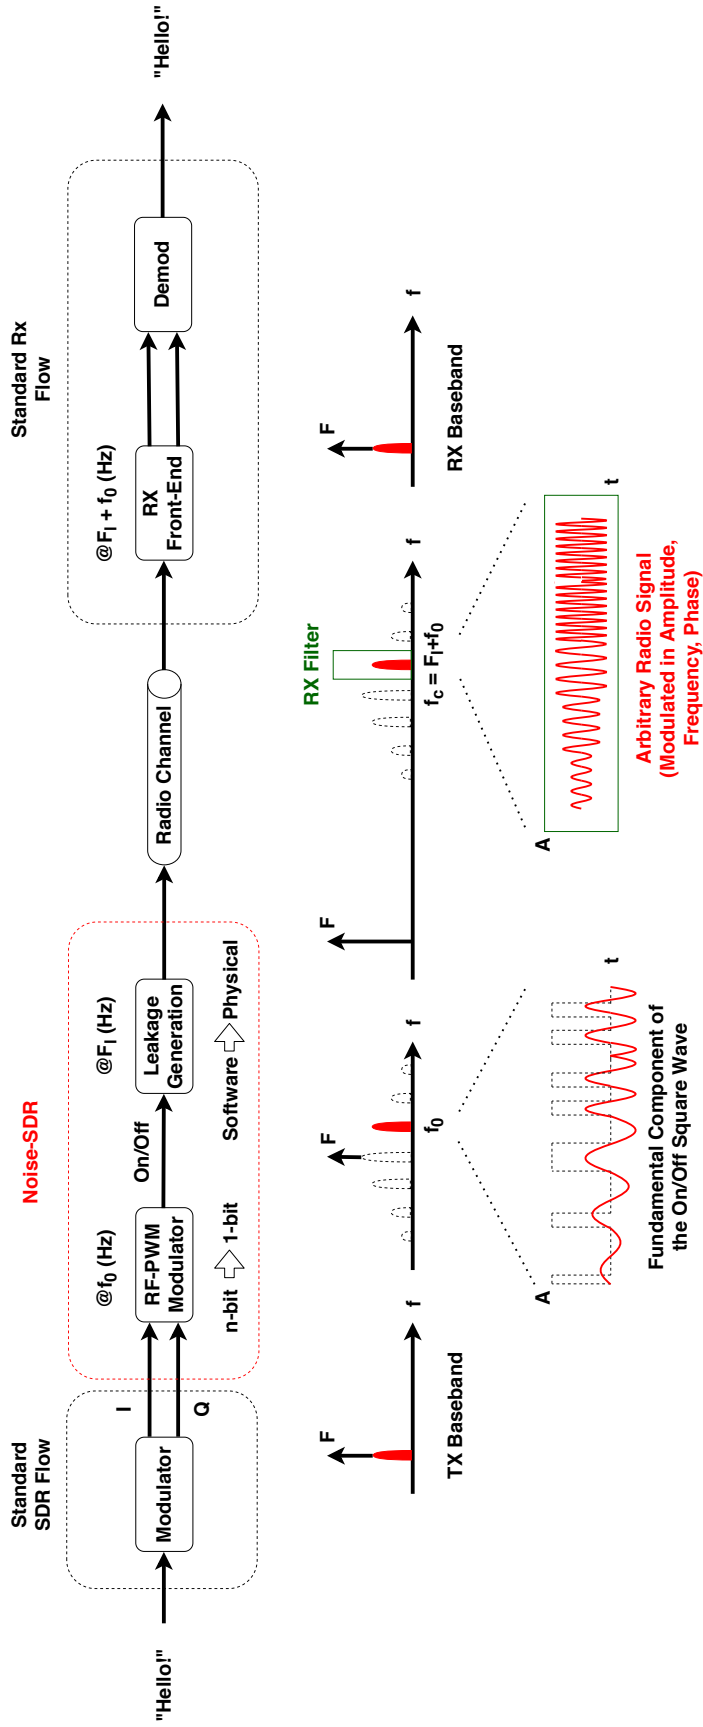 Standard
SDR Flow
Noise-SDR
Standard Rx
Flow
"Hello!"
Modulator
I
Q
@f0 (Hz)
RF-PWM
Modulator
n-bit
1-bit
On/Off
@Fl (Hz)
Leakage
Generation
Software
Physical
Radio Channel
@Fl + f0 (Hz)
RX
Front-End
Demod
"Hello!"
F
f
TX Baseband
F
f
f0
F
RX Filter
f
fc = Fl+f0
F
f
RX Baseband
A
t
Fundamental Component of
the On/Off Square Wave
A
t
Arbitrary Radio Signal
(Modulated in Amplitude,
Frequency, Phase)